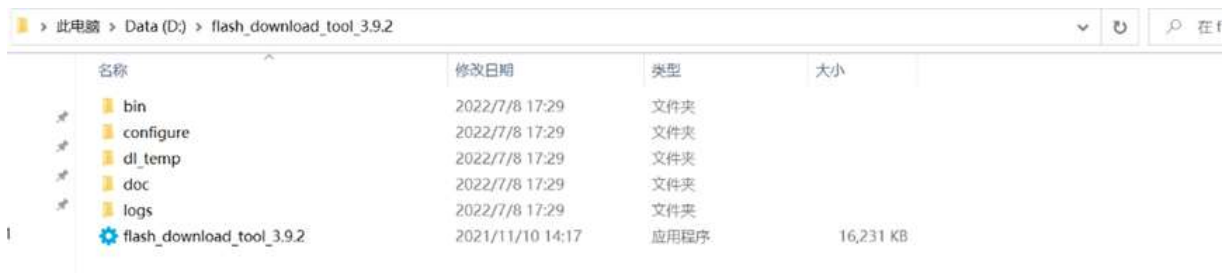 此电脑 > Data (D:) > flash_download_tool_3.9.2 在f
名称 修改日期 类型 大小
bin 2022/7/8 17:29 文件夹
configure 2022/7/8 17:29 文件夹
dl_temp 2022/7/8 17:29 文件夹
doc 2022/7/8 17:29 文件夹
logs 2022/7/8 17:29 文件夹
flash_download_tool_3.9.2 2021/11/10 14:17 应用程序 16,231 KB